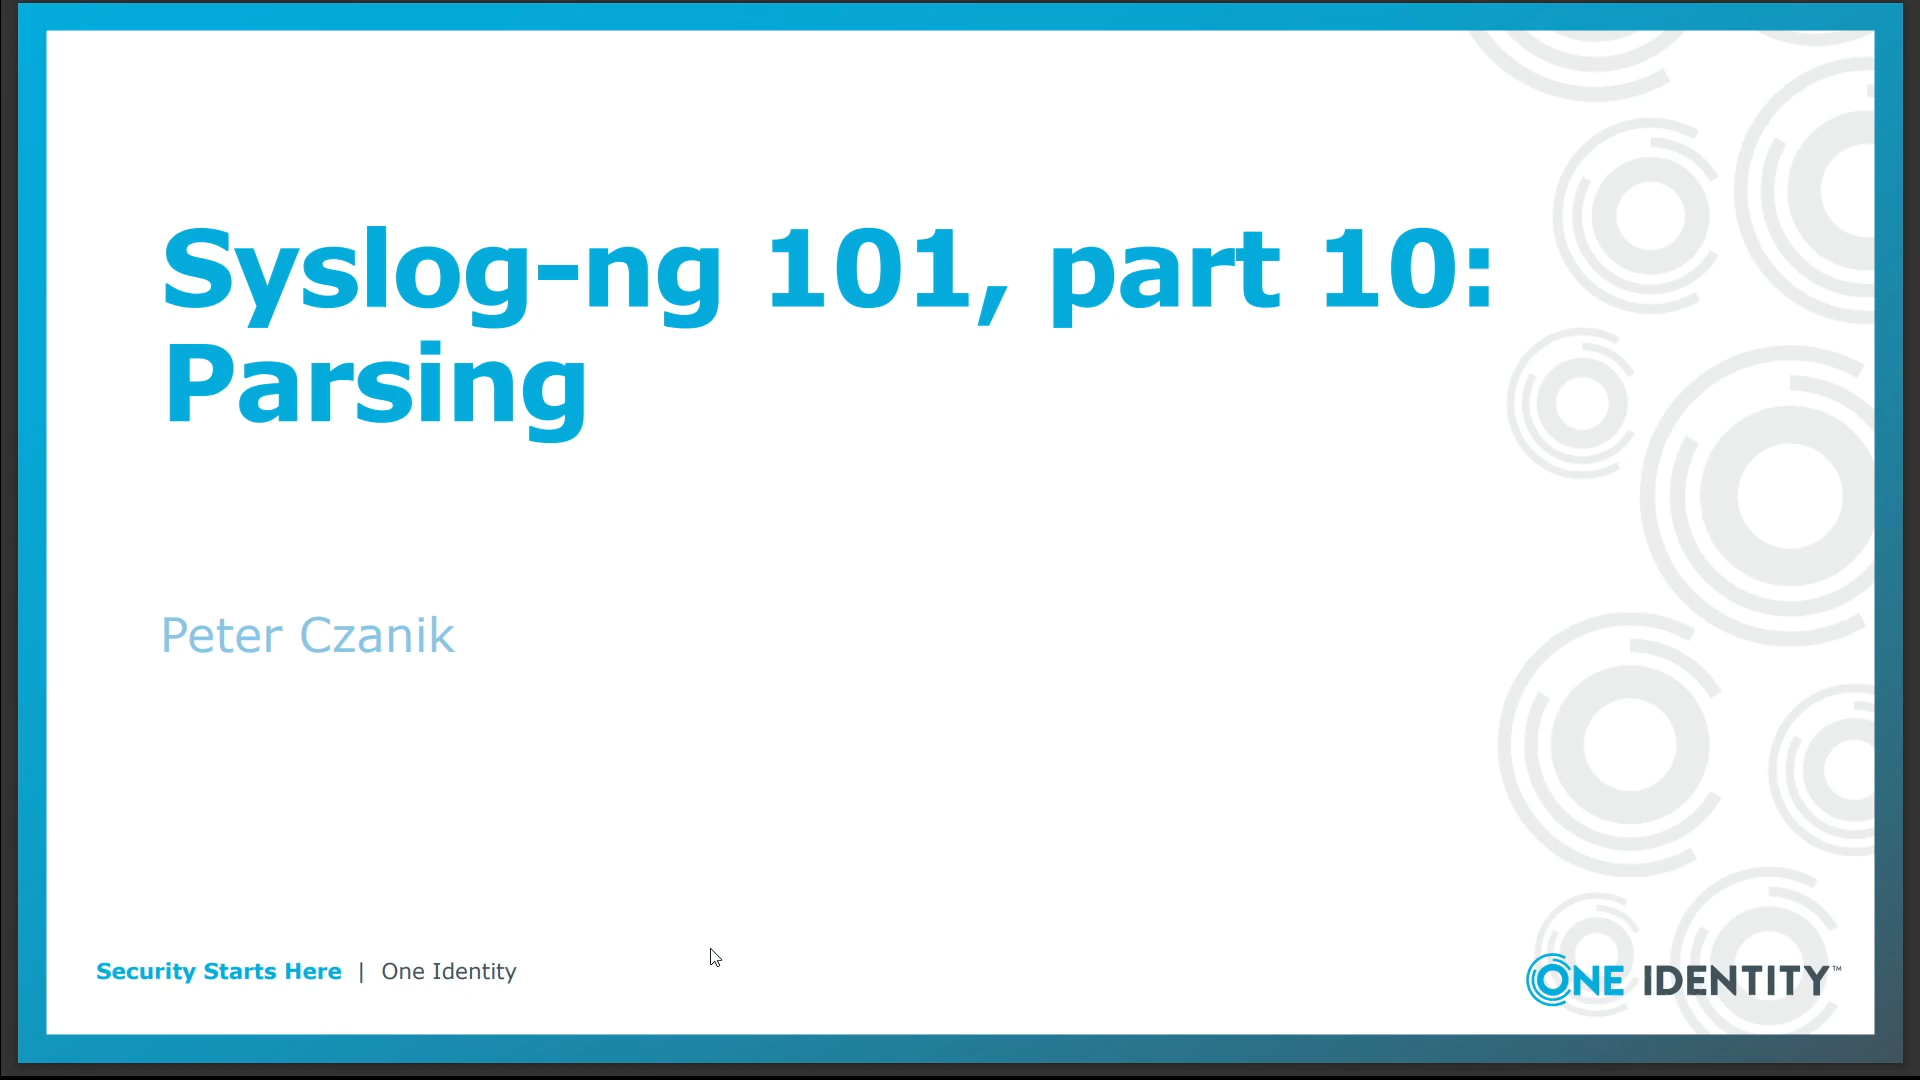 Syslog-ng 101, part 10:
Parsing
Peter Czanik
Security Starts Here | One Identity
ONE IDENTITY™